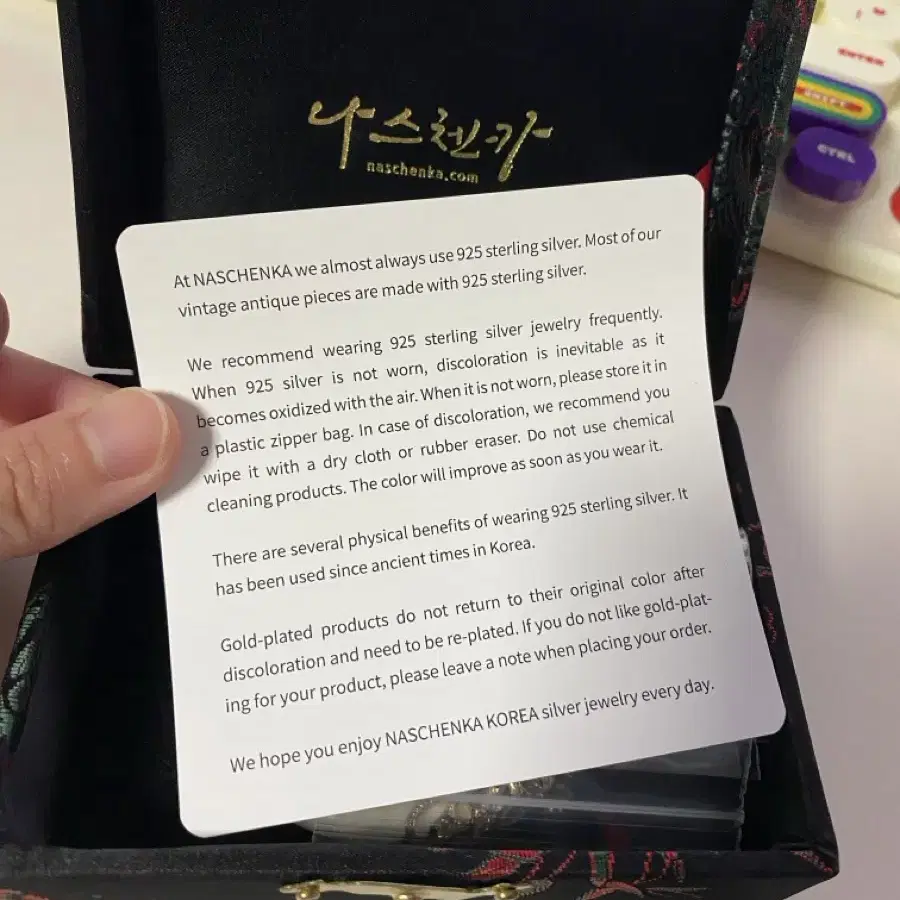 ENTER
SHIFT
CTRL
나스첸카
naschenka.com
At NASCHENKA we almost always use 925 sterling silver. Most of our
vintage antique pieces are made with 925 sterling silver.
We recommend wearing 925 sterling silver jewelry frequently.
When 925 silver is not worn, discoloration is inevitable as it
becomes oxidized with the air. When it is not worn, please store it in
a plastic zipper bag. In case of discoloration, we recommend you
wipe it with a dry cloth or rubber eraser. Do not use chemical
cleaning products. The color will improve as soon as you wear it.
There are several physical benefits of wearing 925 sterling silver. It
has been used since ancient times in Korea.
Gold-plated products do not return to their original color after
discoloration and need to be re-plated. If you do not like gold-plat-
ing for your product, please leave a note when placing your order.
We hope you enjoy NASCHENKA KOREA silver jewelry every day.